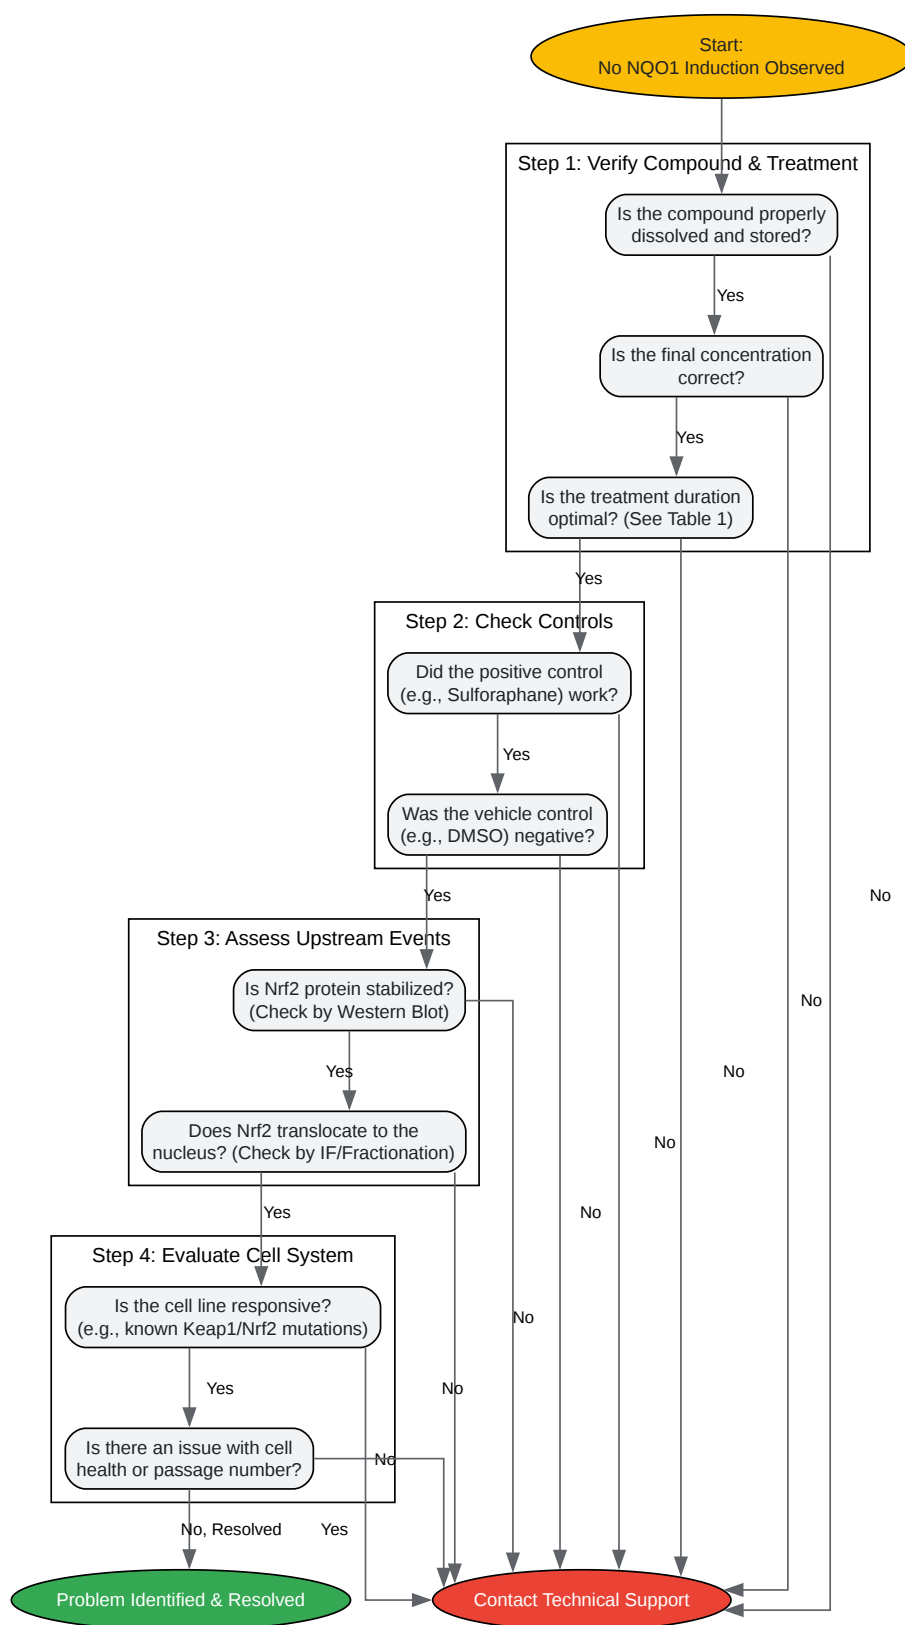 Start:
No NQO1 Induction Observed
Step 1: Verify Compound & Treatment
Is the compound properly
dissolved and stored?
Yes
Is the final concentration
correct?
Yes
Is the treatment duration
optimal? (See Table 1)
Yes
Step 2: Check Controls
Did the positive control
(e.g., Sulforaphane) work?
Yes
Was the vehicle control
(e.g., DMSO) negative?
Yes
No
Step 3: Assess Upstream Events
Is Nrf2 protein stabilized?
(Check by Western Blot)
No
Yes
No
Does Nrf2 translocate to the
nucleus? (Check by IF/Fractionation)
No
Yes
No
Step 4: Evaluate Cell System
Is the cell line responsive?
(e.g., known Keap1/Nrf2 mutations)
No
Yes
No
Is there an issue with cell
health or passage number?
No
No, Resolved
Yes
Problem Identified & Resolved
Contact Technical Support